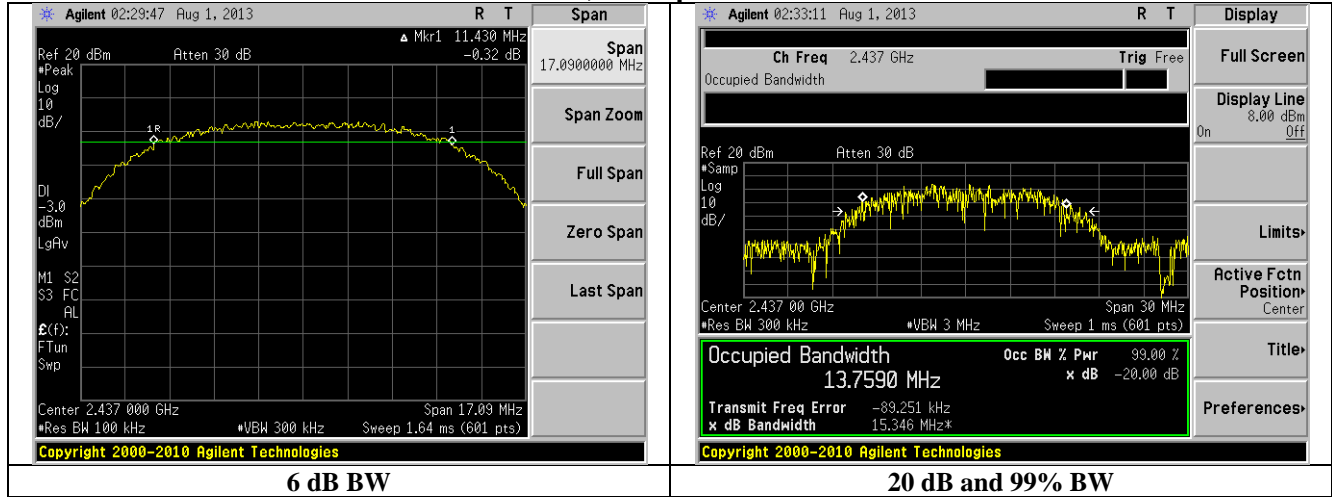 Agilent 02:29:47 Aug 1, 2013 R T Span
Δ Mkr1 11.430 MHz
Ref 20 dBm Atten 30 dB -0.32 dB
#Peak
Log
10
dB/
1R 1
DI
-3.0
dBm
LgAv
M1 S2
S3 FC
AL
£(f):
FTun
Swp
Center 2.437 000 GHz Span 17.09 MHz
#Res BW 100 kHz #VBW 300 kHz Sweep 1.64 ms (601 pts)
Span
17.0900000 MHz
Span Zoom
Full Span
Zero Span
Last Span
Copyright 2000-2010 Agilent Technologies
6 dB BW
Agilent 02:33:11 Aug 1, 2013 R T Display
Ch Freq 2.437 GHz Trig Free
Occupied Bandwidth
Ref 20 dBm Atten 30 dB
#Samp
Log
10
dB/
Center 2.437 00 GHz Span 30 MHz
#Res BW 300 kHz #VBW 3 MHz Sweep 1 ms (601 pts)
Occupied Bandwidth Occ BW % Pwr 99.00 %
13.7590 MHz x dB -20.00 dB
Transmit Freq Error -89.251 kHz
x dB Bandwidth 15.346 MHz*
Full Screen
Display Line
8.00 dBm
On Off
Limits
Active Fctn
Position
Center
Title
Preferences
Copyright 2000-2010 Agilent Technologies
20 dB and 99% BW